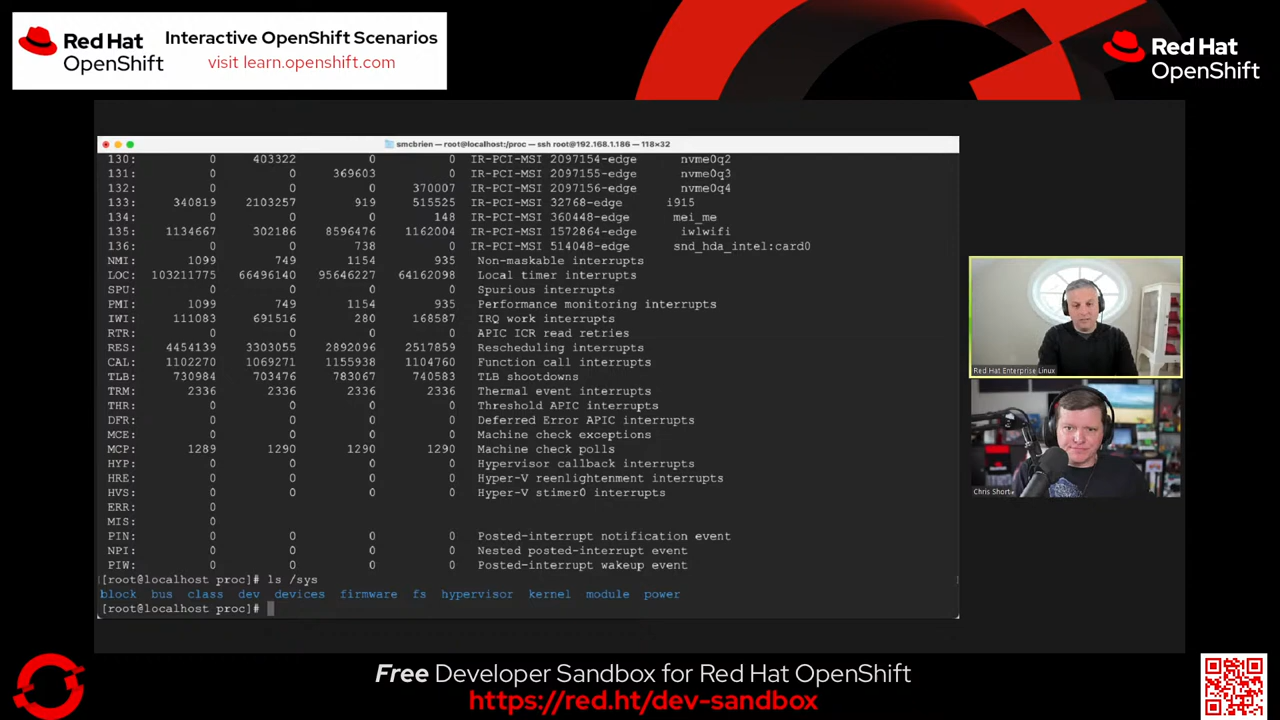 Red Hat
OpenShift
Interactive OpenShift Scenarios
visit learn.openshift.com
Red Hat
OpenShift
smcbrien — root@localhost:/proc — ssh root@192.168.1.186 — 118×32
130: 0 403322 0 0 IR-PCI-MSI 2097154-edge nvme0q2
131: 0 0 369603 0 IR-PCI-MSI 2097155-edge nvme0q3
132: 0 0 0 370007 IR-PCI-MSI 2097156-edge nvme0q4
133: 340819 2103257 919 515525 IR-PCI-MSI 32768-edge i915
134: 0 0 0 148 IR-PCI-MSI 360448-edge mei_me
135: 1134667 302186 8596476 1162004 IR-PCI-MSI 1572864-edge iwlwifi
136: 0 0 738 0 IR-PCI-MSI 514048-edge snd_hda_intel:card0
NMI: 1099 749 1154 935 Non-maskable interrupts
LOC: 103211775 66496140 95646227 64162098 Local timer interrupts
SPU: 0 0 0 0 Spurious interrupts
PMI: 1099 749 1154 935 Performance monitoring interrupts
IWI: 111083 691516 280 168587 IRQ work interrupts
RTR: 0 0 0 0 APIC ICR read retries
RES: 4454139 3303055 2892096 2517859 Rescheduling interrupts
CAL: 1102270 1069271 1155938 1104760 Function call interrupts
TLB: 730984 703476 783067 740583 TLB shootdowns
TRM: 2336 2336 2336 2336 Thermal event interrupts
THR: 0 0 0 0 Threshold APIC interrupts
DFR: 0 0 0 0 Deferred Error APIC interrupts
MCE: 0 0 0 0 Machine check exceptions
MCP: 1289 1290 1290 1290 Machine check polls
HYP: 0 0 0 0 Hypervisor callback interrupts
HRE: 0 0 0 0 Hyper-V reenlightenment interrupts
HVS: 0 0 0 0 Hyper-V stimer0 interrupts
ERR: 0
MIS: 0
PIN: 0 0 0 0 Posted-interrupt notification event
NPI: 0 0 0 0 Nested posted-interrupt event
PIW: 0 0 0 0 Posted-interrupt wakeup event
[root@localhost proc]# ls /sys
block bus class dev devices firmware fs hypervisor kernel module power
[root@localhost proc]#
Red Hat Enterprise Linux
Chris Short
Free Developer Sandbox for Red Hat OpenShift
https://red.ht/dev-sandbox